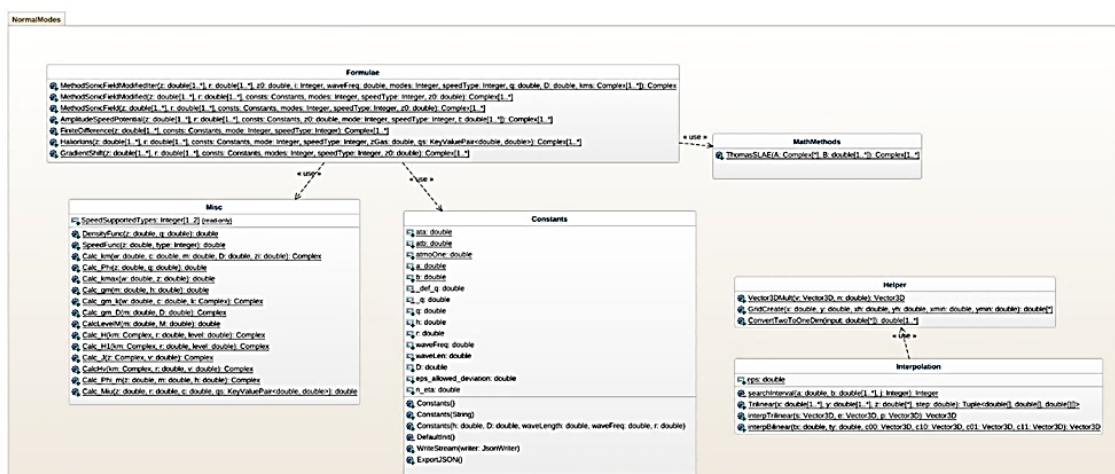 NormalModes
Formulae
MethodSonicFieldModifiedIter(z: double[1..*], r: double[1..*], z0: double, i: Integer, waveFreq: double, modes: Integer, speedType: Integer, q: double, D: double, kms: Complex[1..*]): Complex
MethodSonicFieldModified(z: double[1..*], r: double[1..*], consts: Constants, modes: Integer, speedType: Integer, z0: double): Complex[1..*]
MethodSonicField(z: double[1..*], r: double[1..*], consts: Constants, modes: Integer, speedType: Integer, z0: double): Complex[1..*]
AmplitudeSpeedPotential(z: double[1..*], r: double[1..*], consts: Constants, z0: double, mode: Integer, speedType: Integer, t: double[1..*]): Complex[1..*]
FiniteDifference(z: double[1..*], consts: Constants, mode: Integer, speedType: Integer): Complex[1..*]
Haliorions(z: double[1..*], r: double[1..*], consts: Constants, mode: Integer, speedType: Integer, zGas: double, qs: KeyValuePair<double, double>): Complex[1..*]
GradientShift(z: double[1..*], r: double[1..*], consts: Constants, modes: Integer, speedType: Integer, z0: double): Complex[1..*]
« use »
MathMethods
ThomasSLAE(A: Complex[*], B: double[1..*]): Complex[1..*]
« use »
« use »
Misc
SpeedSupportedTypes: Integer[1..2] {read-only}
DensityFunc(z: double, q: double): double
SpeedFunc(z: double, type: Integer): double
Calc_km(w: double, c: double, m: double, D: double, zi: double): Complex
Calc_Phi(z: double, q: double): double
Calc_kmax(w: double, z: double): double
Calc_gm(m: double, h: double): double
Calc_gm_k(w: double, c: double, k: Complex): Complex
Calc_gm_D(m: double, D: double): Complex
CalcLevelM(m: double, M: double): double
Calc_H(km: Complex, r: double, level: double): Complex
Calc_H1(km: Complex, r: double, level: double): Complex
Calc_J(z: Complex, v: double): Complex
CalcHv(km: Complex, r: double, v: double): Complex
Calc_Phi_m(z: double, m: double, h: double): Complex
Calc_Miu(z: double, r: double, c: double, qs: KeyValuePair<double, double>): double
Constants
ata: double
atb: double
atmoOne: double
a: double
b: double
_def_q: double
_q: double
q: double
h: double
r: double
waveFreq: double
waveLen: double
D: double
eps_allowed_deviation: double
n_eta: double
Constants()
Constants(String)
Constants(h: double, D: double, waveLength: double, waveFreq: double, r: double)
DefaultInit()
WriteStream(writer: JsonWriter)
ExportJSON()
Helper
Vector3DMult(v: Vector3D, n: double): Vector3D
GridCreate(x: double, y: double, xh: double, yh: double, xmin: double, ymin: double): double[*]
ConvertTwoToOneDim(input: double[*]): double[1..*]
« use »
Interpolation
eps: double
searchInterval(a: double, b: double[1..*], j: Integer): Integer
Trilinear(x: double[1..*], y: double[1..*], z: double[*], step: double): Tuple<double[], double[], double[][]>
interpTrilinear(s: Vector3D, e: Vector3D, p: Vector3D): Vector3D
interpBilinear(tx: double, ty: double, c00: Vector3D, c10: Vector3D, c01: Vector3D, c11: Vector3D): Vector3D